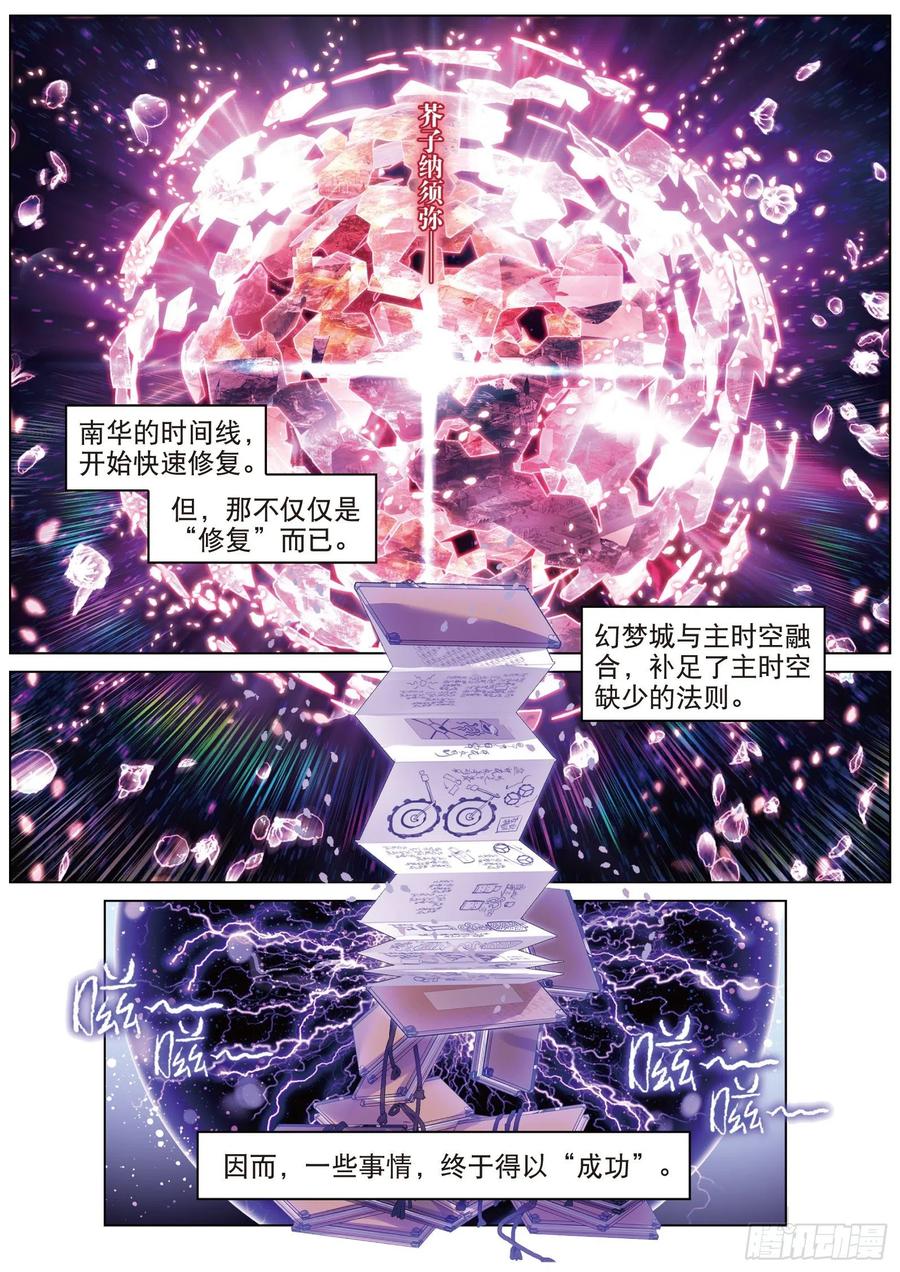 芥子纳须弥——
南华的时间线，
开始快速修复。
但，那不仅仅是
“修复”而已。
幻梦城与主时空融
合，补足了主时空
缺少的法则。
嗞～
嗞～
嗞～
嗞～
因而，一些事情，终于得以“成功”。
腾讯动漫